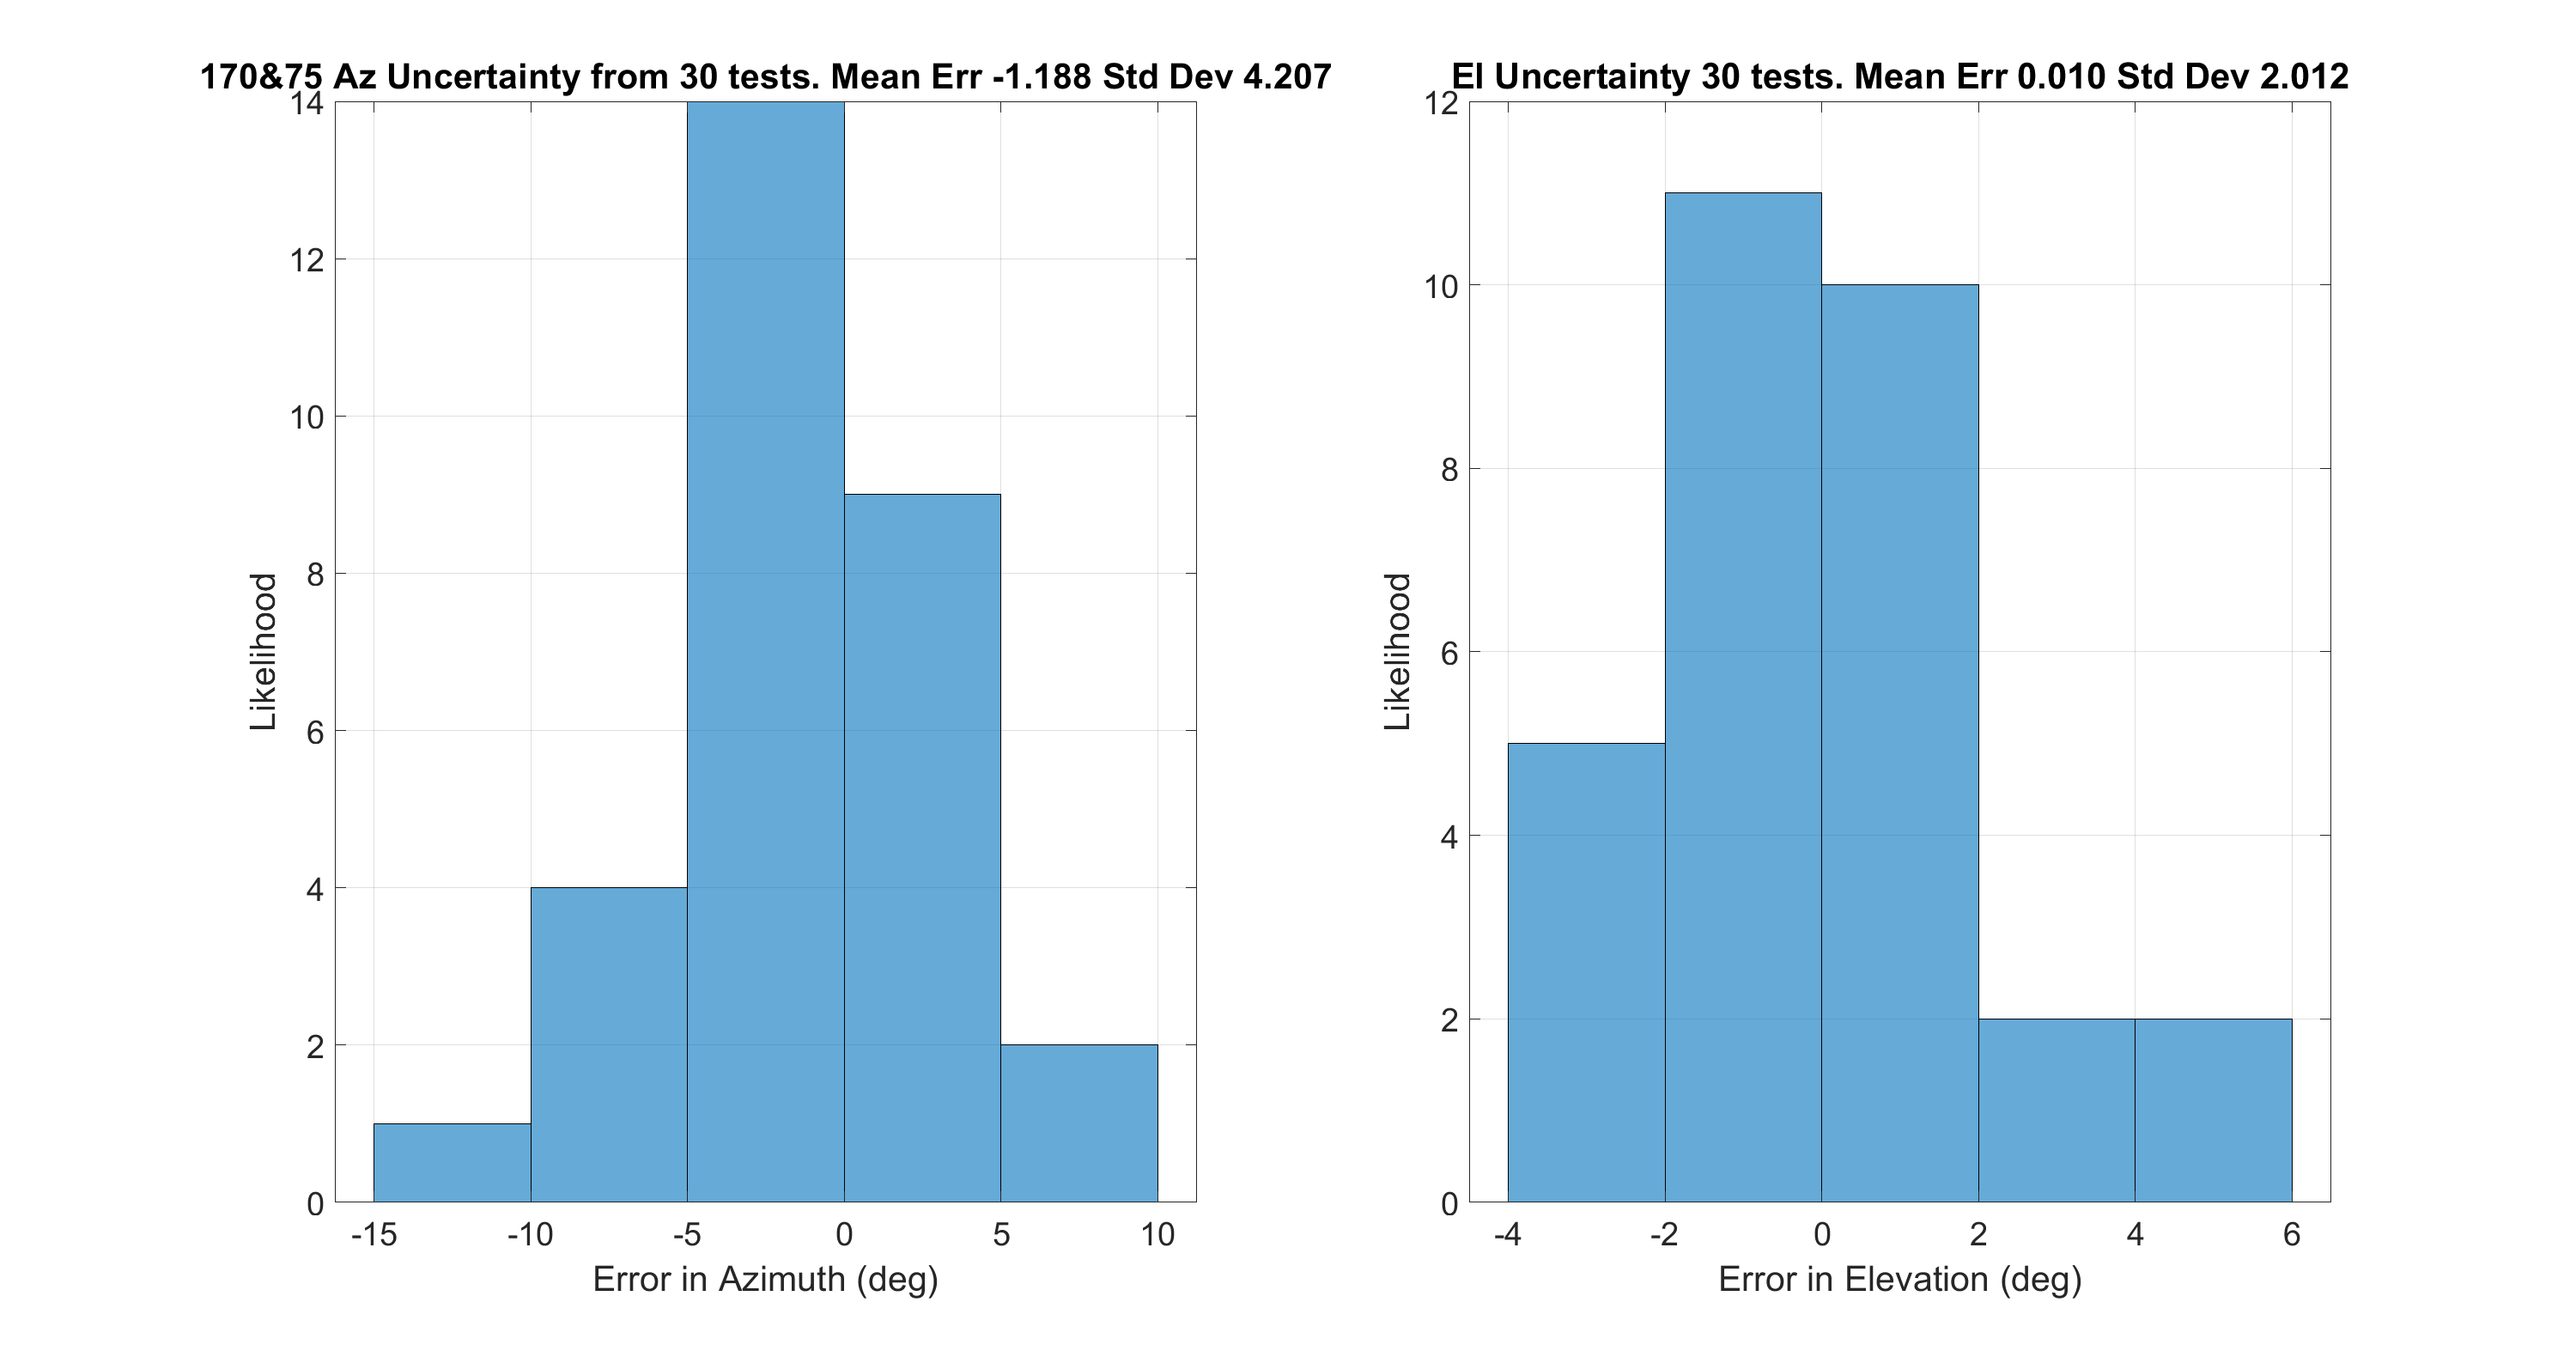 170&75 Az Uncertainty from 30 tests. Mean Err -1.188 Std Dev 4.207
14
12
10
8
6
4
2
0
Likelihood
-15 -10 -5 0 5 10
Error in Azimuth (deg)
El Uncertainty 30 tests. Mean Err 0.010 Std Dev 2.012
12
10
8
6
4
2
0
Likelihood
-4 -2 0 2 4 6
Error in Elevation (deg)